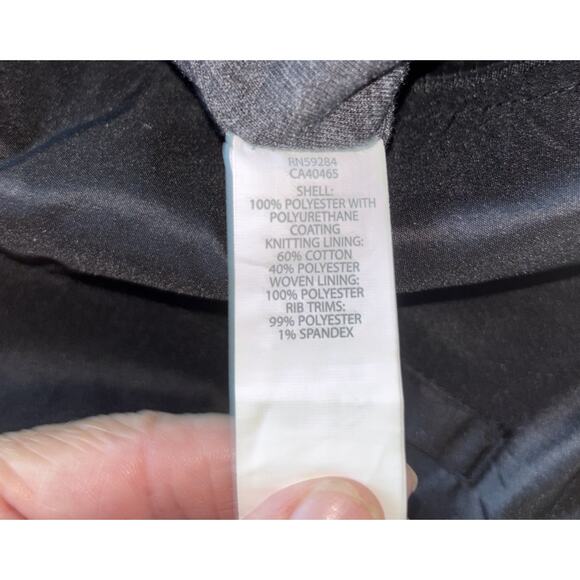 RN59284
CA40465
SHELL:
100% POLYESTER WITH
POLYURETHANE
COATING
KNITTING LINING:
60% COTTON
40% POLYESTER
WOVEN LINING:
100% POLYESTER
RIB TRIMS:
99% POLYESTER
1% SPANDEX